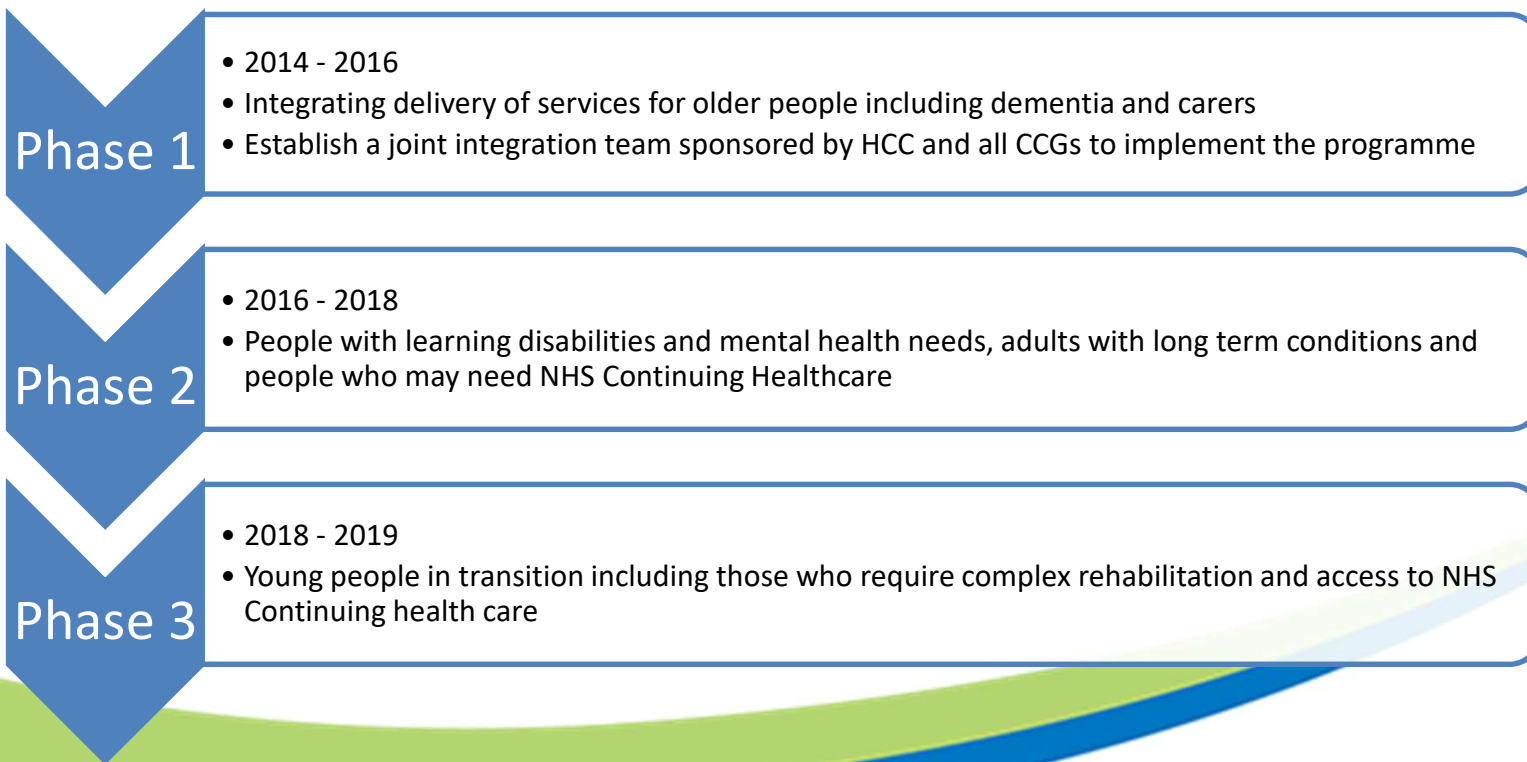 Phase 1
• 2014 - 2016
• Integrating delivery of services for older people including dementia and carers
• Establish a joint integration team sponsored by HCC and all CCGs to implement the programme
Phase 2
• 2016 - 2018
• People with learning disabilities and mental health needs, adults with long term conditions and
people who may need NHS Continuing Healthcare
Phase 3
• 2018 - 2019
• Young people in transition including those who require complex rehabilitation and access to NHS
Continuing health care